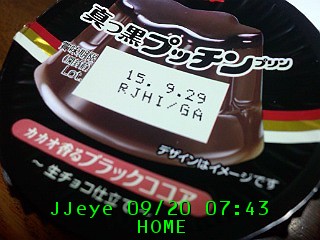 真っ黒プッチンプリン
15. 9.29
RJHI/GA
デザインはイメージです
カカオ香るブラックココア
～生チョコ仕立て
JJeye 09/20 07:43
HOME